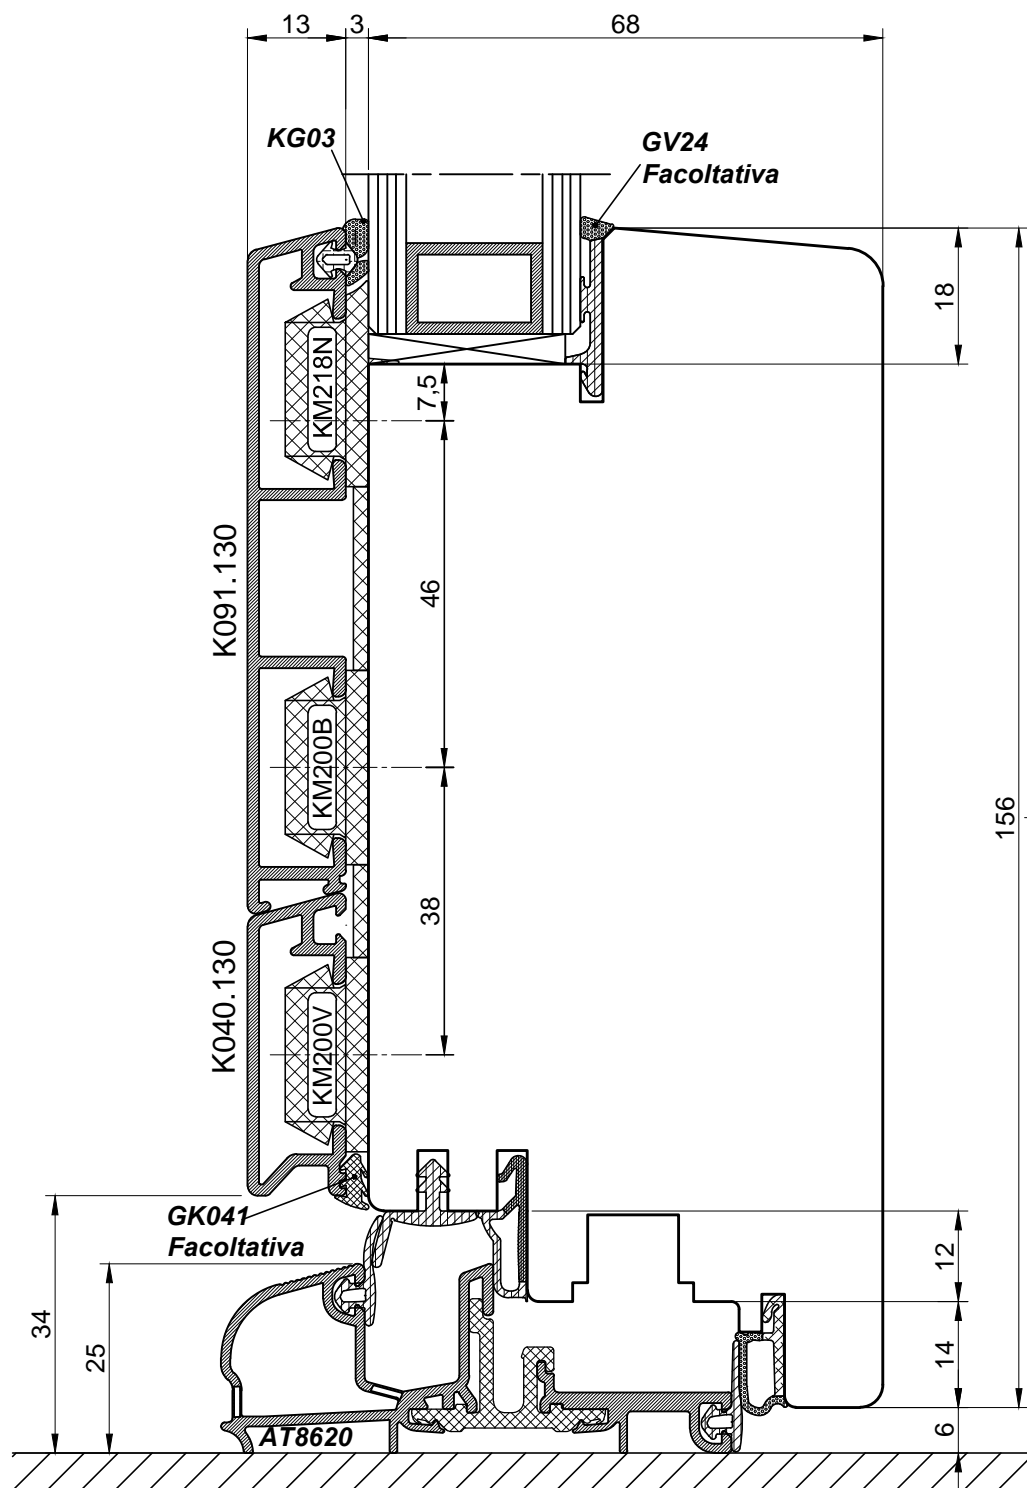 13
3
68
KG03
GV24
Facoltativa
18
7,5
KM218N
K091.130
46
KM200B
156
38
K040.130
KM200V
GK041
Facoltativa
12
34
25
14
6
AT8620